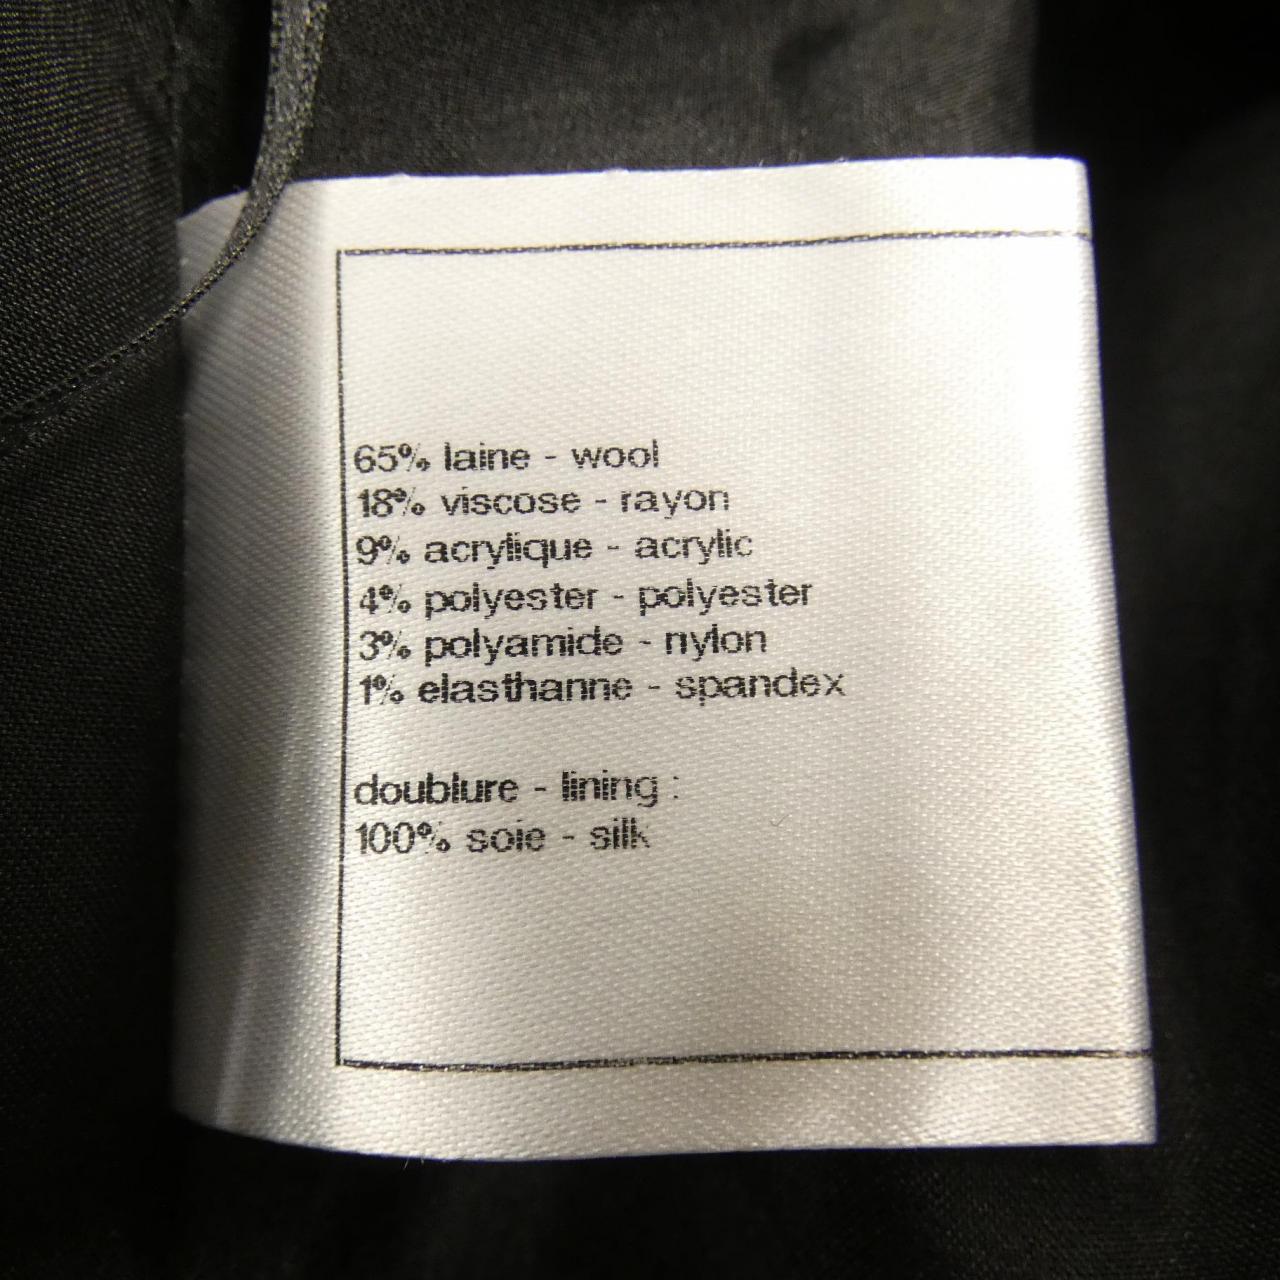 65% laine - wool
18% viscose - rayon
9% acrylique - acrylic
4% polyester - polyester
3% polyamide - nylon
1% elasthanne - spandex
doublure - lining :
100% soie - silk